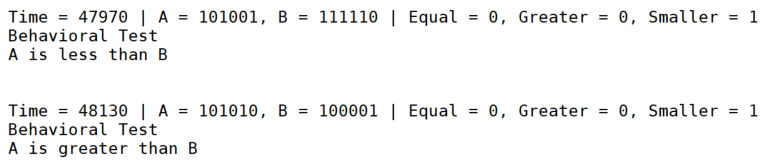 Time = 47970 | A = 101001, B = 111110 | Equal = 0, Greater = 0, Smaller = 1
Behavioral Test
A is less than B
Time = 48130 | A = 101010, B = 100001 | Equal = 0, Greater = 0, Smaller = 1
Behavioral Test
A is greater than B